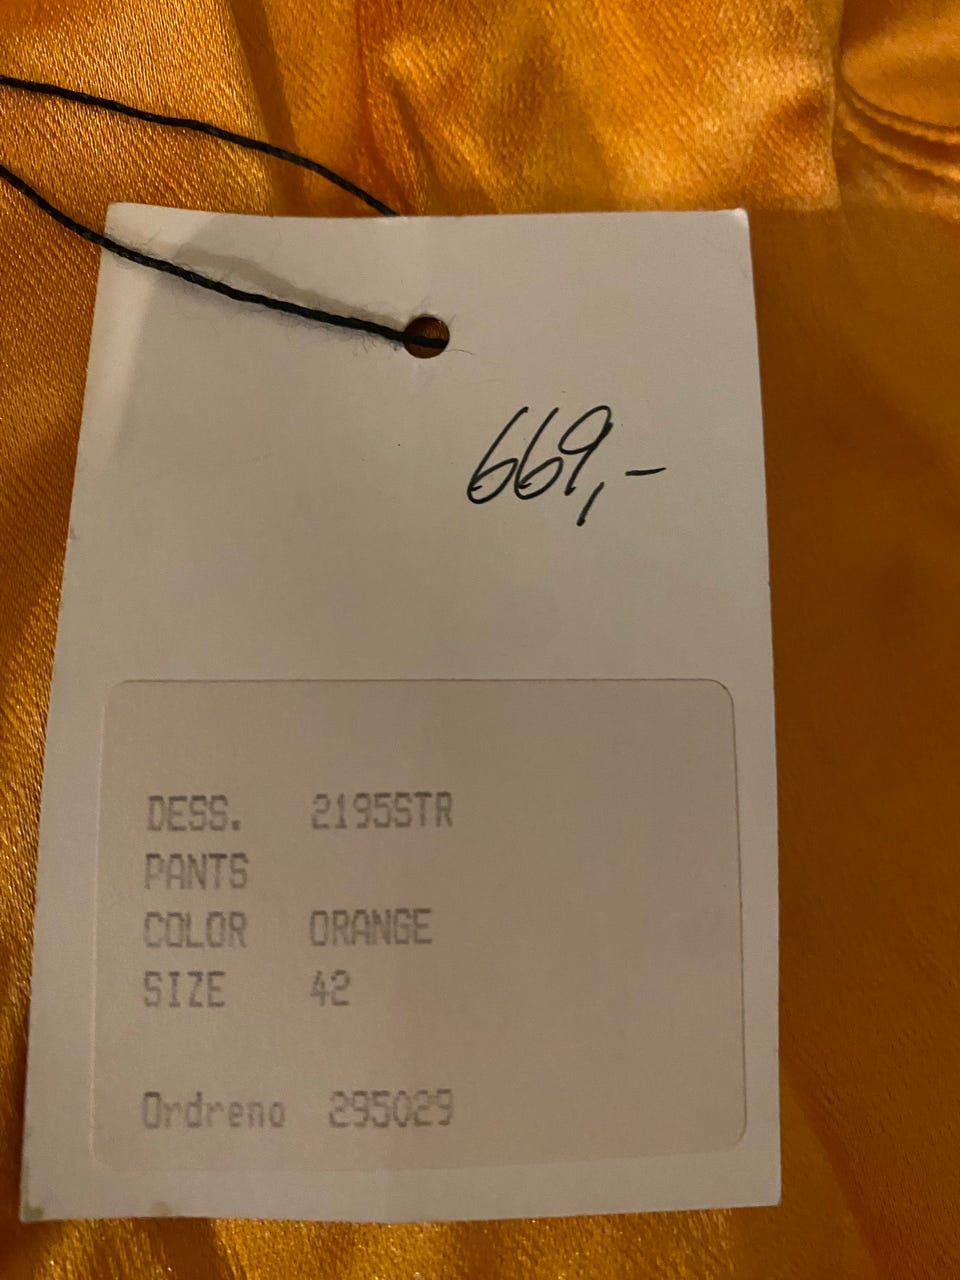 669,-
DESS. 2195STR
PANTS
COLOR ORANGE
SIZE 42
Ordreno 295029